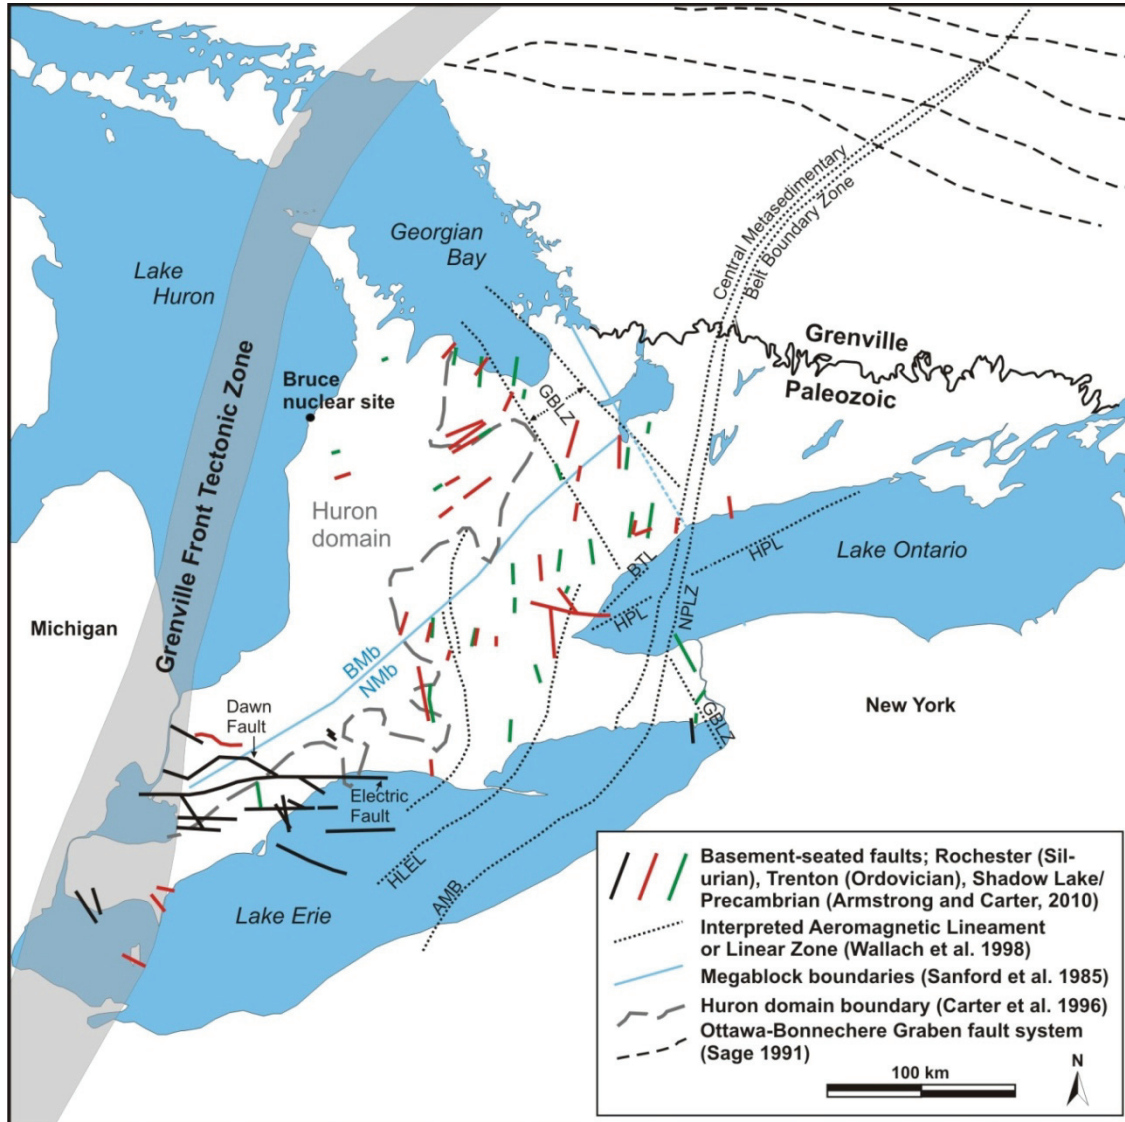 Georgian
Bay
Lake
Huron
Central Metasedimentary
Belt Boundary Zone
Grenville
Paleozoic
Bruce
nuclear site
GBLZ
Grenville Front Tectonic Zone
Huron
domain
HPL
Lake Ontario
BTL
HPL
NPLZ
Michigan
BMb
NMb
New York
GBLZ
Dawn
Fault
Electric
Fault
HLEL
AMB
Lake Erie
Basement-seated faults; Rochester (Sil-
urian), Trenton (Ordovician), Shadow Lake/
Precambrian (Armstrong and Carter, 2010)
Interpreted Aeromagnetic Lineament
or Linear Zone (Wallach et al. 1998)
Megablock boundaries (Sanford et al. 1985)
Huron domain boundary (Carter et al. 1996)
Ottawa-Bonnechere Graben fault system
(Sage 1991)
100 km
N